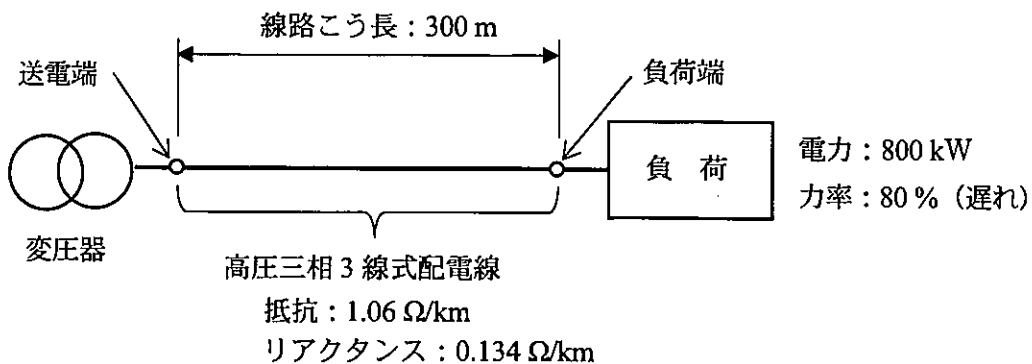 線路こう長:300 m
送電端
負荷端
負 荷
電力:800 kW
力率:80 %(遅れ)
変圧器
高圧三相 3 線式配電線
抵抗:1.06 Ω/km
リアクタンス:0.134 Ω/km